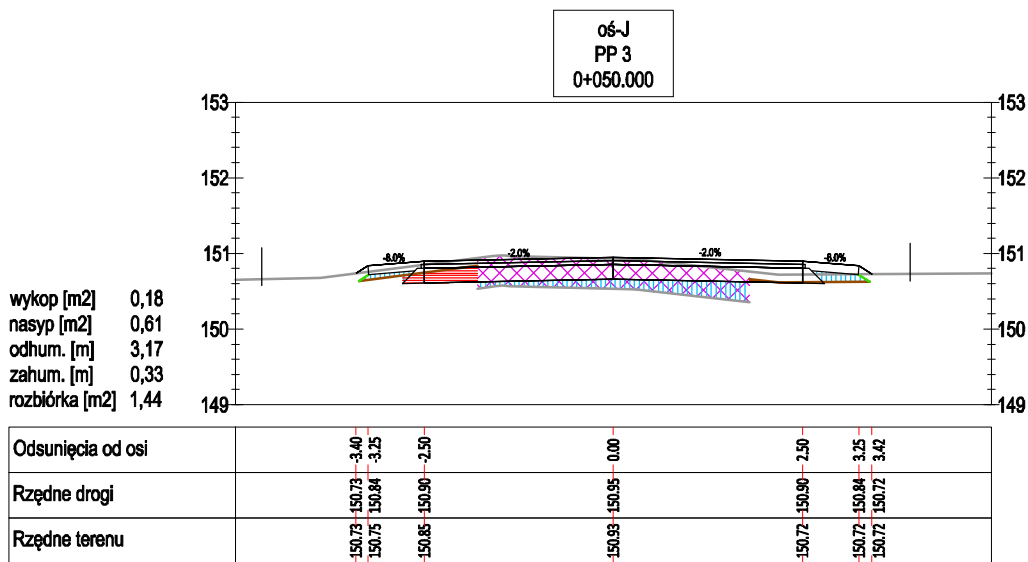 oś-J
PP 3
0+050.000
153 153
152 152
151 151
150 150
149 149
-8.0% -2.0% -2.0% -8.0%
wykop [m2] 0,18
nasyp [m2] 0,61
odhum. [m] 3,17
zahum. [m] 0,33
rozbiórka [m2] 1,44
Odsunięcia od osi -3.40 -3.25 -2.50 0.00 2.50 3.25 3.42
Rzędne drogi 150.73 150.84 150.90 150.95 150.90 150.84 150.72
Rzędne terenu 150.73 150.75 150.85 150.93 150.72 150.72 150.72